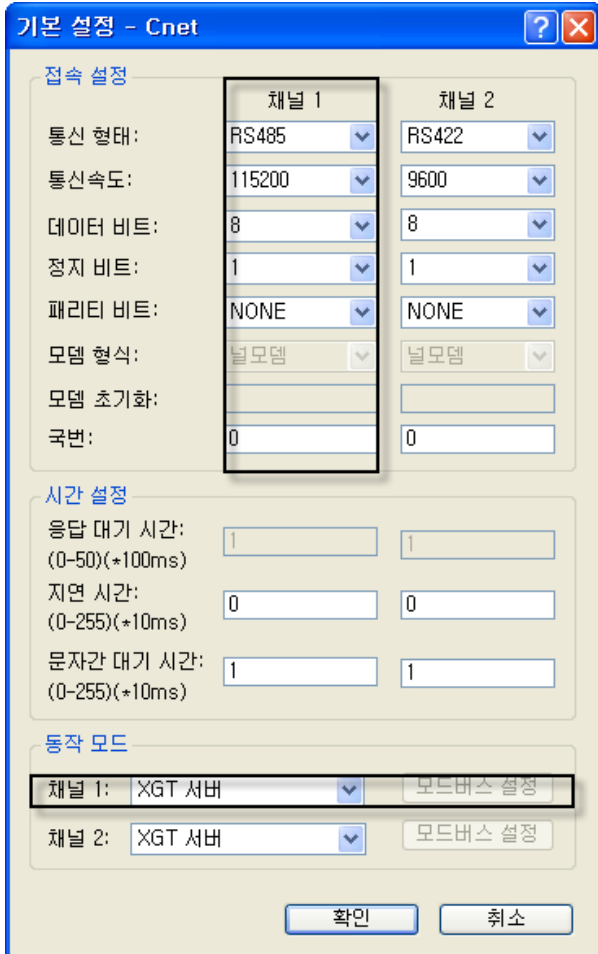 기본 설정 - Cnet
접속 설정
채널 1 채널 2
통신 형태: RS485 RS422
통신속도: 115200 9600
데이터 비트: 8 8
정지 비트: 1 1
패리티 비트: NONE NONE
모뎀 형식: 널모뎀 널모뎀
모뎀 초기화:
국번: 0 0
시간 설정
응답 대기 시간: 1 1
(0-50)(*100ms)
지연 시간: 0 0
(0-255)(*10ms)
문자간 대기 시간: 1 1
(0-255)(*10ms)
동작 모드
채널 1: XGT 서버 모드버스 설정
채널 2: XGT 서버 모드버스 설정
확인 취소